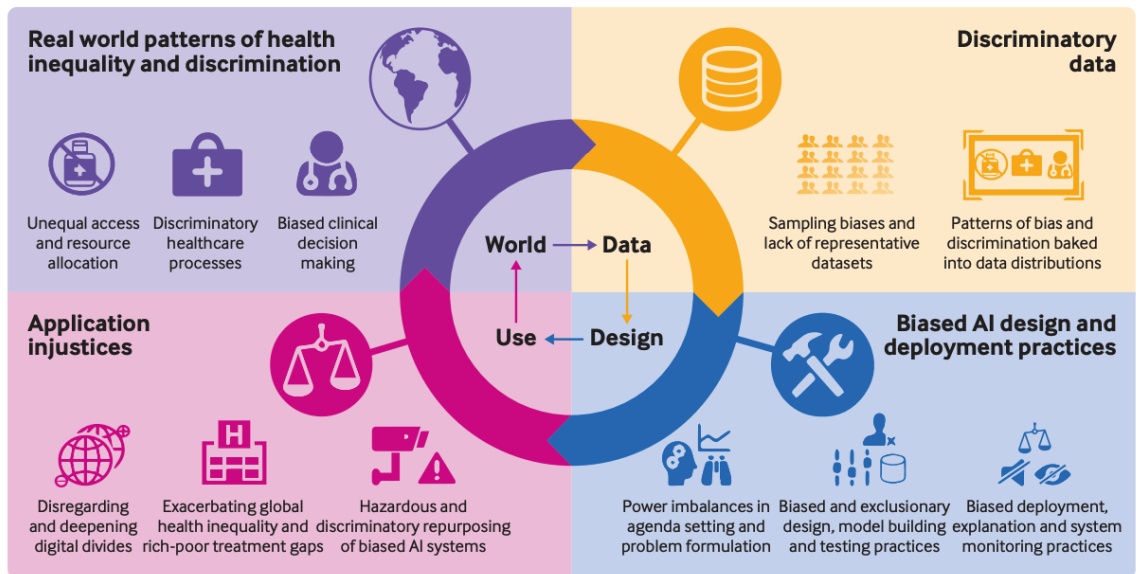 Real world patterns of health
inequality and discrimination
Unequal access
and resource
allocation
Discriminatory
healthcare
processes
Biased clinical
decision
making
Discriminatory
data
Sampling biases and
lack of representative
datasets
Patterns of bias and
discrimination baked
into data distributions
World
Data
Use
Design
Application
injustices
H
Disregarding
and deepening
digital divides
Exacerbating global
health inequality and
rich-poor treatment gaps
Hazardous and
discriminatory repurposing
of biased AI systems
Biased AI design and
deployment practices
Power imbalances in
agenda setting and
problem formulation
Biased and exclusionary
design, model building
and testing practices
Biased deployment,
explanation and system
monitoring practices